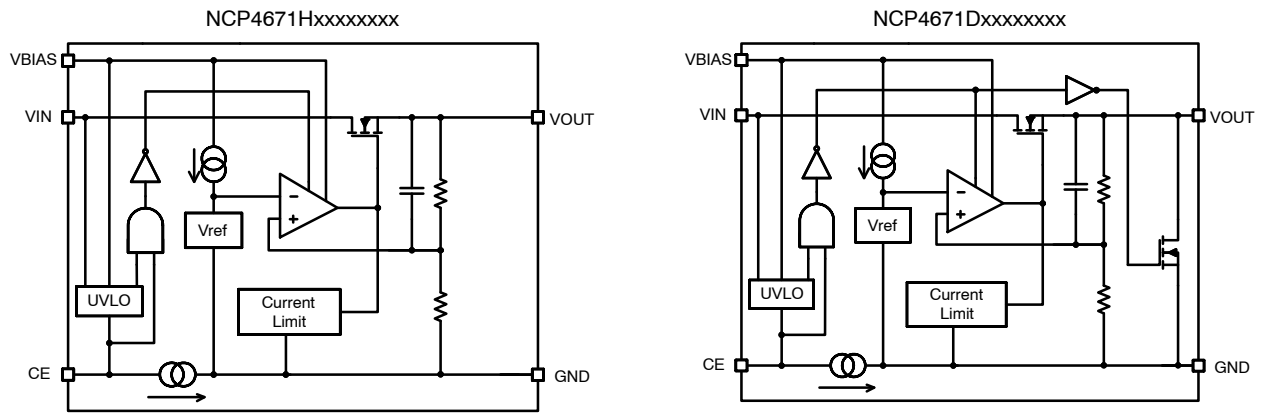 NCP4671Hxxxxxxxx
VBIAS
VIN
VOUT
−
+
Vref
UVLO
Current
Limit
CE
GND
NCP4671Dxxxxxxxx
VBIAS
VIN
VOUT
−
+
Vref
UVLO
Current
Limit
CE
GND